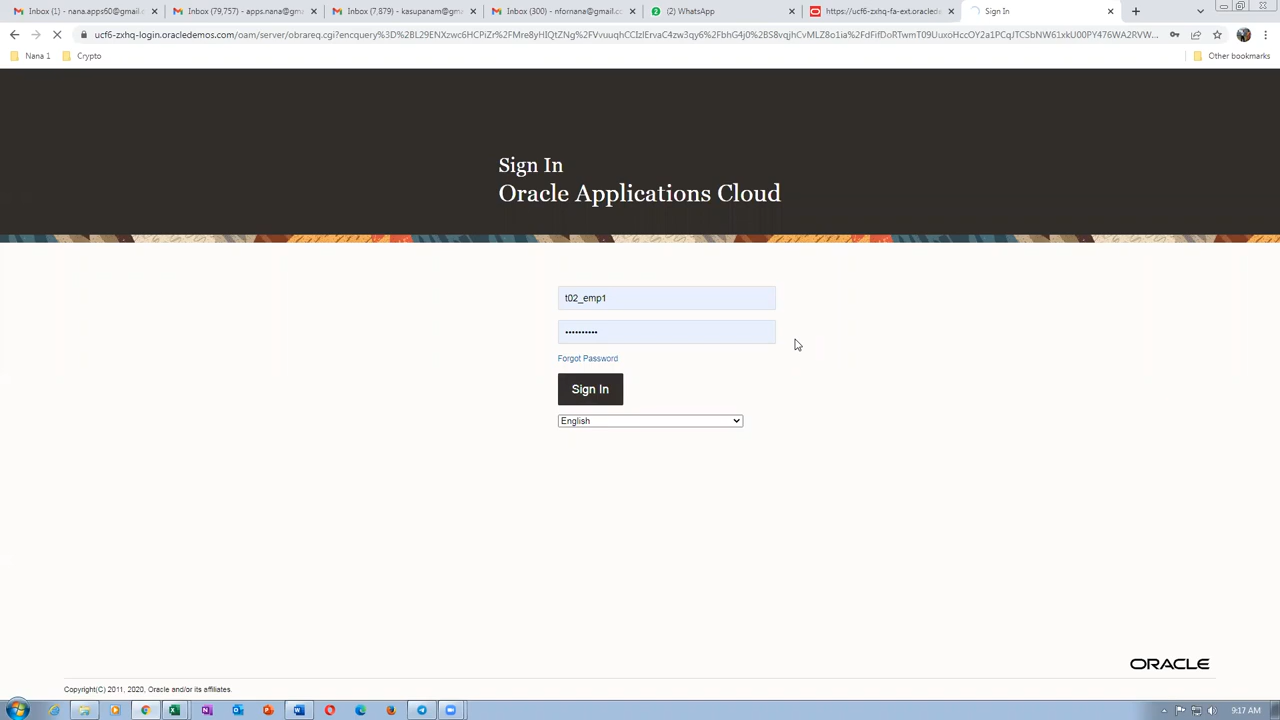 Inbox (1) - nana.apps60@gmail.c
Inbox (79,757) - apps.nana@gma
Inbox (7,879) - kasupanam@gm
Inbox (300) - nfornana@gmail.co
(2) WhatsApp
https://ucf6-zxhq-fa-ext.oracled
Sign In
Nana 1
Crypto
Other bookmarks
Sign In
Oracle Applications Cloud
t02_emp1
Forgot Password
Sign In
English
ORACLE
Copyright(C) 2011, 2020, Oracle and/or its affiliates.
9:17 AM